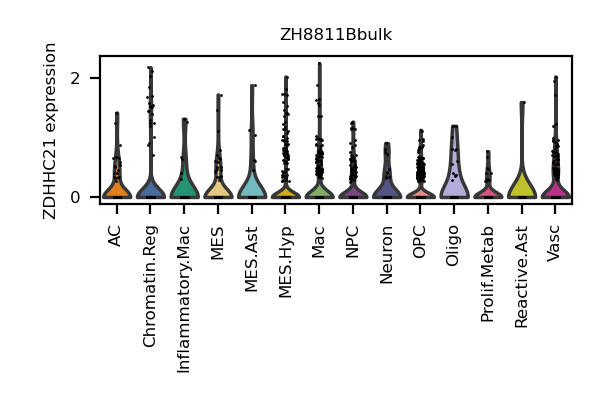 ZH8811Bbulk
ZDHHC21 expression
2
0
AC
Chromatin.Reg
Inflammatory.Mac
MES
MES.Ast
MES.Hyp
Mac
NPC
Neuron
OPC
Oligo
Prolif.Metab
Reactive.Ast
Vasc